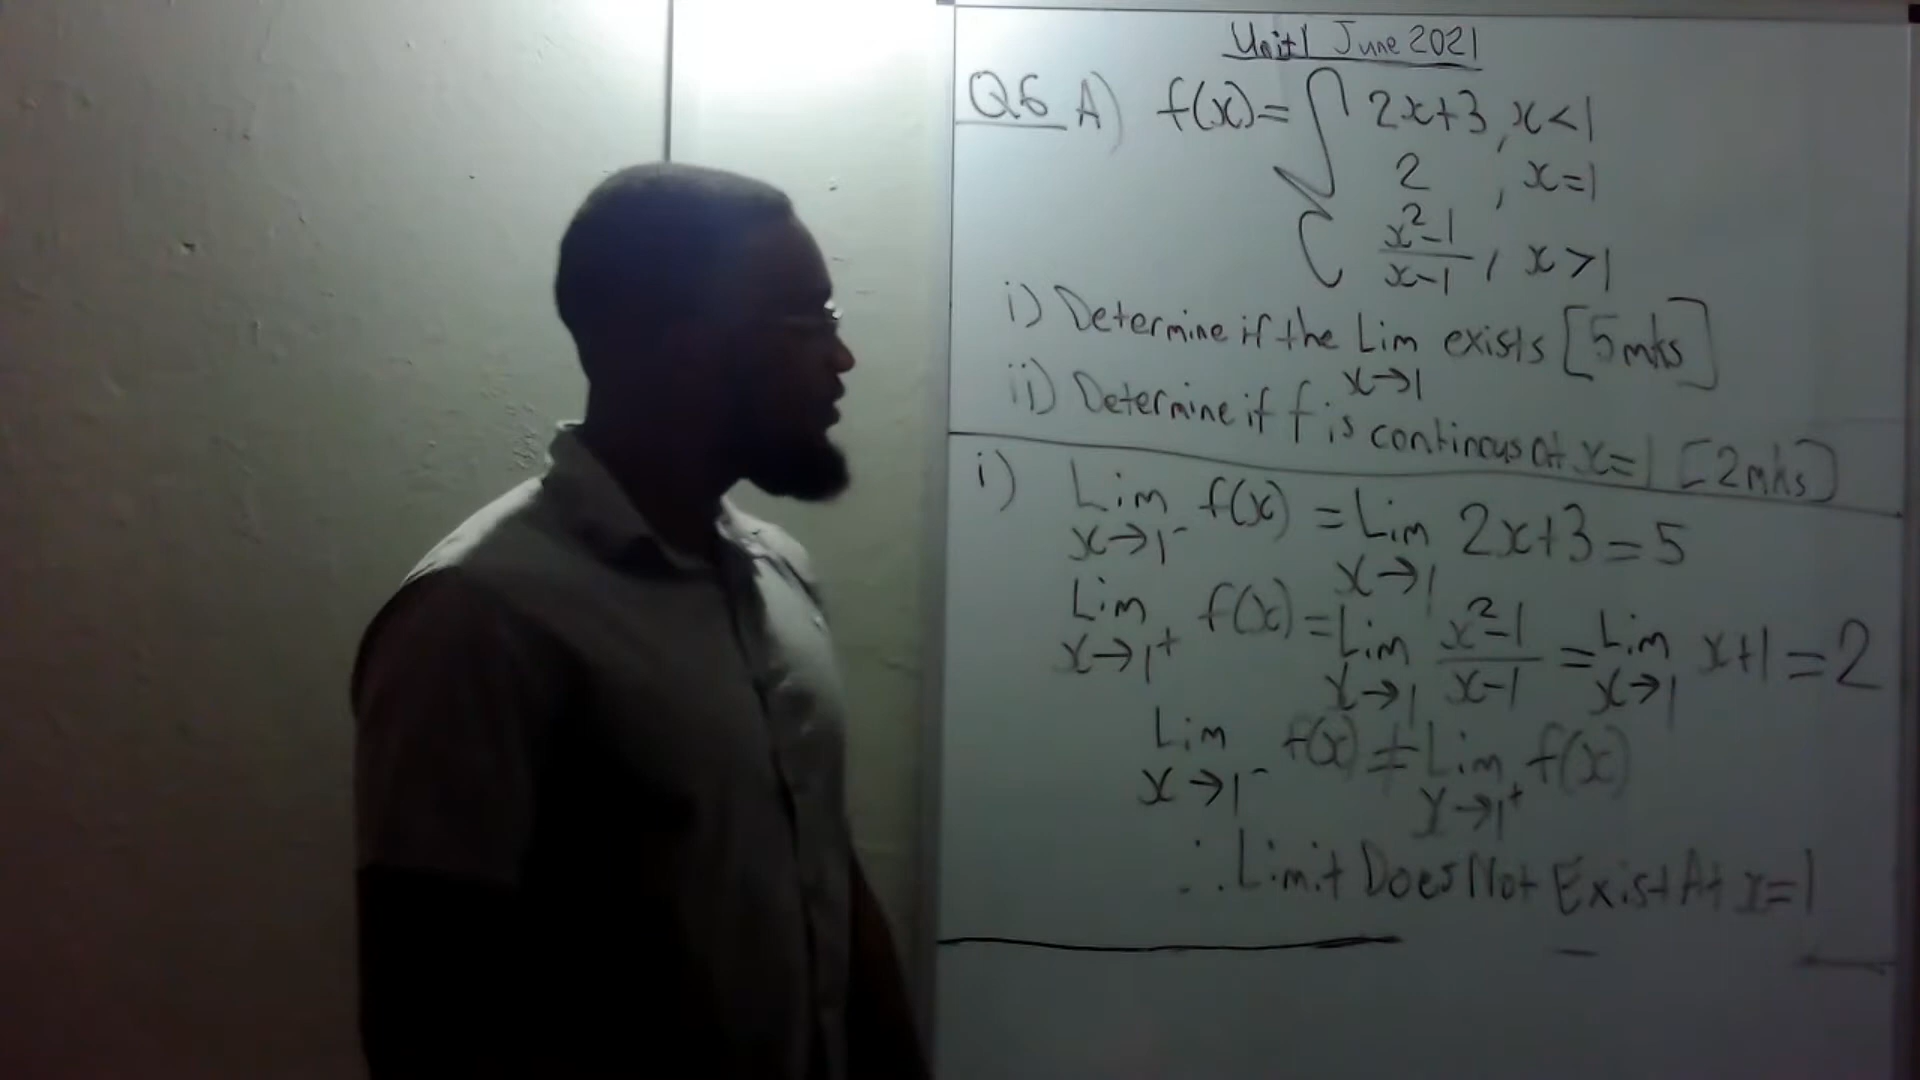 Unit 1 June 2021
Q6 A) f(x) = { 2x+3, x<1
2, x=1
x²-1/x-1, x>1
i) Determine if the Lim x→1 exists [5mks]
ii) Determine if f is continous at x=1 [2mks]
i) Lim x→1⁻ f(x) = Lim x→1 2x+3 = 5
Lim x→1⁺ f(x) = Lim x→1 x²-1/x-1 = Lim x→1 x+1 = 2
Lim x→1⁻ f(x) ≠ Lim x→1⁺ f(x)
∴ Limit Does Not Exist At x=1